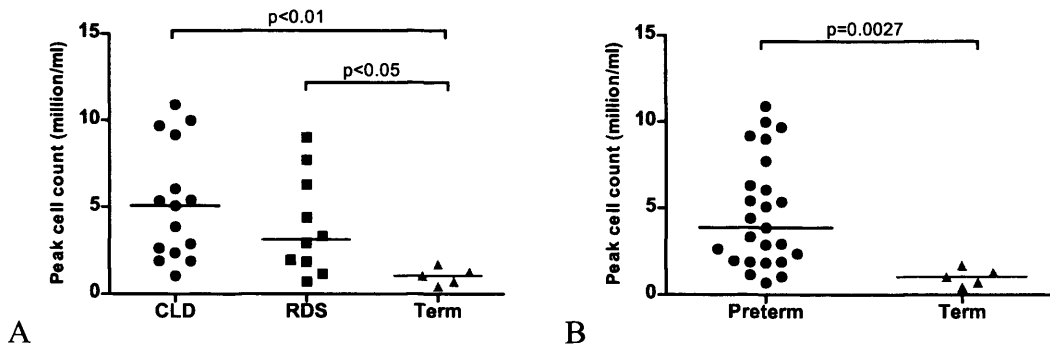 p<0.01
p<0.05
15
10
5
0
Peak cell count (million/ml)
CLD
RDS
Term
A
p=0.0027
15
10
5
0
Peak cell count (million/ml)
Preterm
Term
B